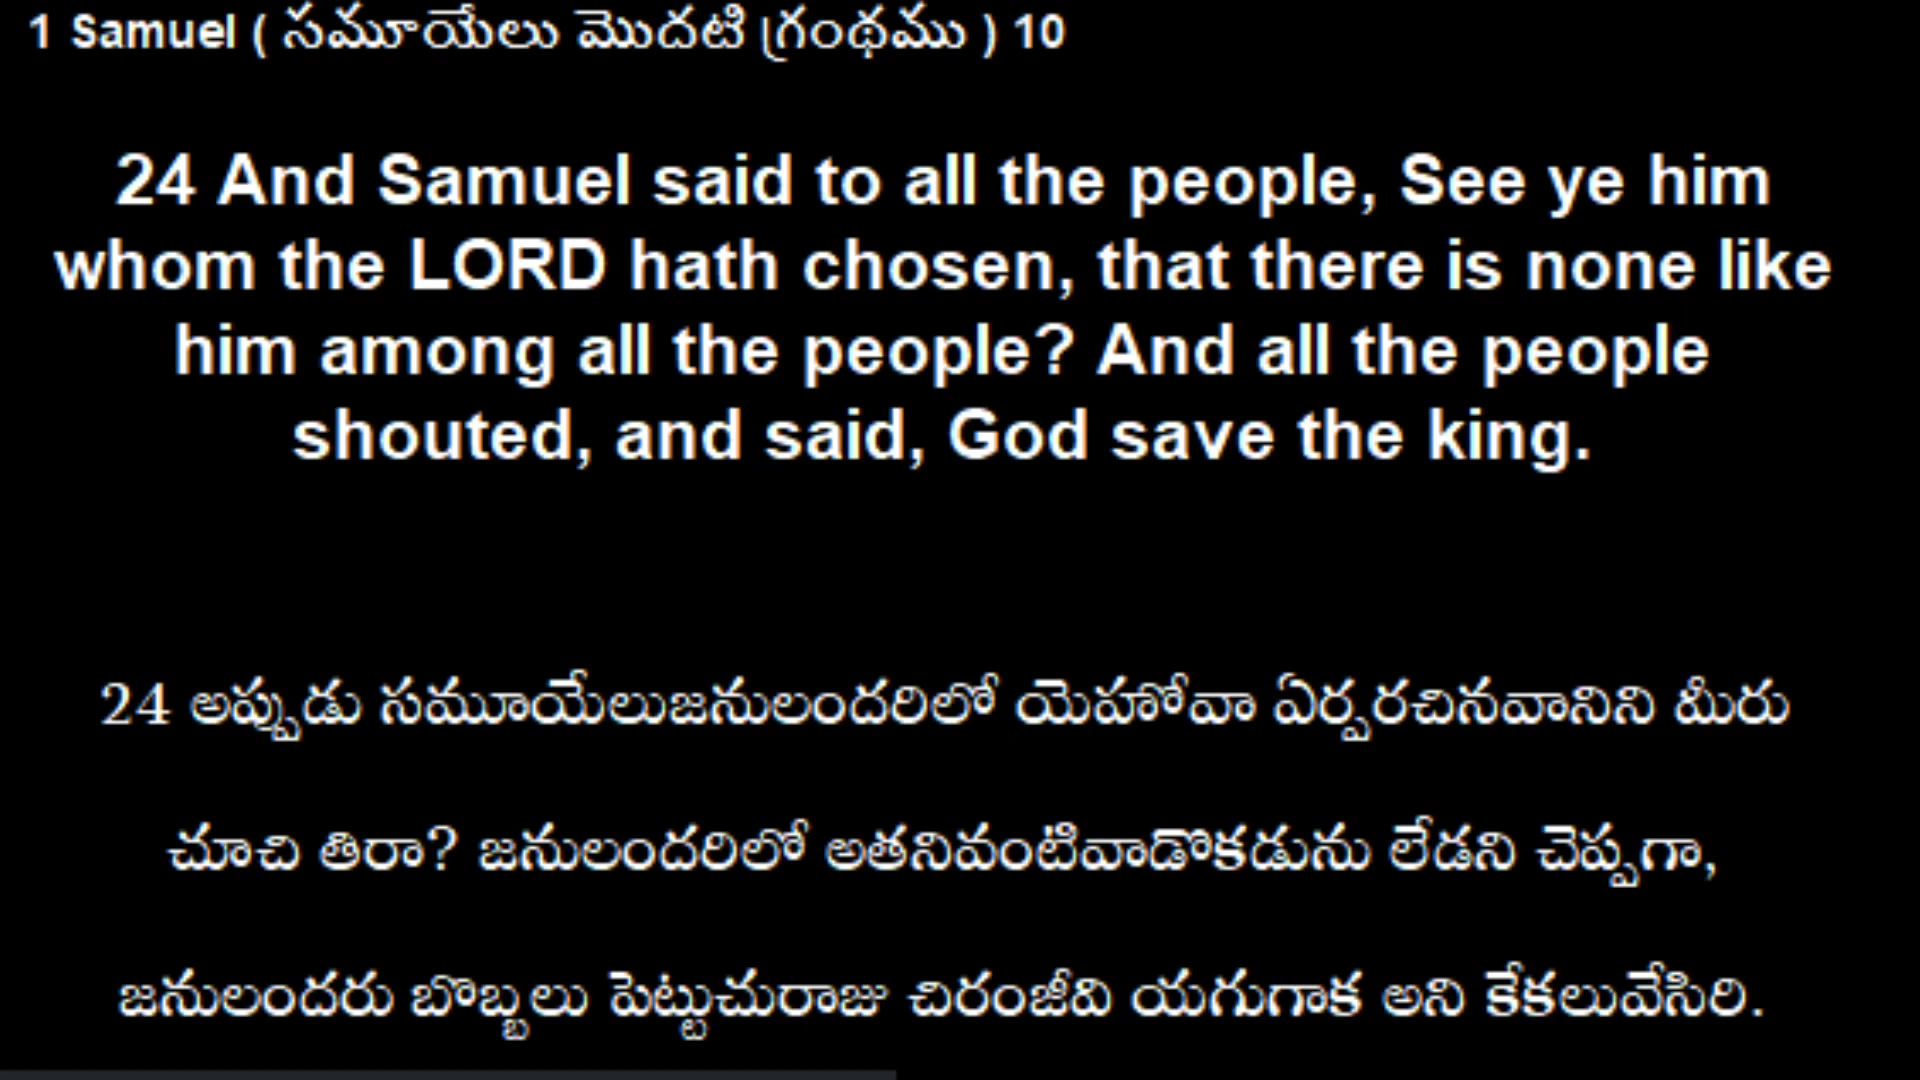 1 Samuel ( సమూయేలు మొదటి గ్రంథము ) 10
24 And Samuel said to all the people, See ye him
whom the LORD hath chosen, that there is none like
him among all the people? And all the people
shouted, and said, God save the king.
24 అప్పుడు సమూయేలుజనులందరిలో యెహోవా ఏర్పరచినవానిని మీరు
చూచి తిరా? జనులందరిలో అతనివంటివాడొకడును లేడని చెప్పగా,
జనులందరు బొబ్బలు పెట్టుచురాజు చిరంజీవి యగుగాక అని కేకలువేసిరి.